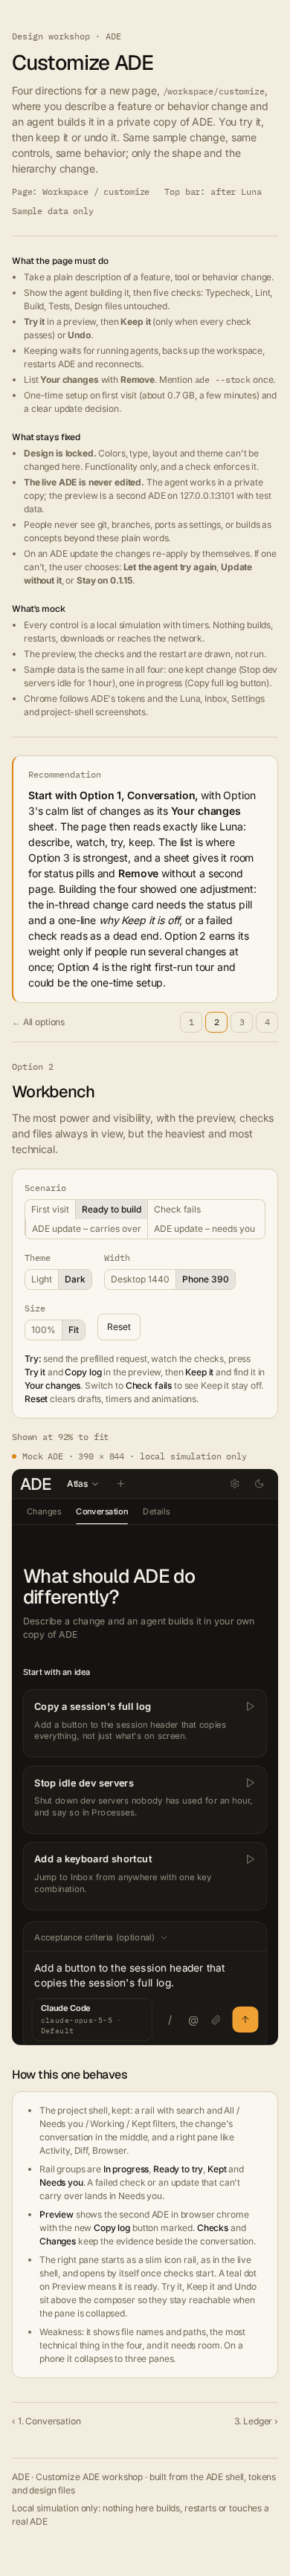 Design workshop · ADE
Customize ADE
Four directions for a new page, /workspace/customize,
where you describe a feature or behavior change and
an agent builds it in a private copy of ADE. You try it,
then keep it or undo it. Same sample change, same
controls, same behavior; only the shape and the
hierarchy change.
Page: Workspace / customize Top bar: after Luna
Sample data only
What the page must do
• Take a plain description of a feature, tool or behavior change.
• Show the agent building it, then five checks: Typecheck, Lint,
Build, Tests, Design files untouched.
• Try it in a preview, then Keep it (only when every check
passes) or Undo.
• Keeping waits for running agents, backs up the workspace,
restarts ADE and reconnects.
• List Your changes with Remove. Mention ade --stock once.
• One-time setup on first visit (about 0.7 GB, a few minutes) and
a clear update decision.
What stays fixed
• Design is locked. Colors, type, layout and theme can't be
changed here. Functionality only, and a check enforces it.
• The live ADE is never edited. The agent works in a private
copy; the preview is a second ADE on 127.0.0.1:3101 with test
data.
• People never see git, branches, ports as settings, or builds as
concepts beyond these plain words.
• On an ADE update the changes re-apply by themselves. If one
can't, the user chooses: Let the agent try again, Update
without it, or Stay on 0.1.15.
What's mock
• Every control is a local simulation with timers. Nothing builds,
restarts, downloads or reaches the network.
• The preview, the checks and the restart are drawn, not run.
• Sample data is the same in all four: one kept change (Stop dev
servers idle for 1 hour), one in progress (Copy full log button).
• Chrome follows ADE's tokens and the Luna, Inbox, Settings
and project-shell screenshots.
Recommendation
Start with Option 1, Conversation, with Option
3's calm list of changes as its Your changes
sheet. The page then reads exactly like Luna:
describe, watch, try, keep. The list is where
Option 3 is strongest, and a sheet gives it room
for status pills and Remove without a second
page. Building the four showed one adjustment:
the in-thread change card needs the status pill
and a one-line why Keep it is off, or a failed
check reads as a dead end. Option 2 earns its
weight only if people run several changes at
once; Option 4 is the right first-run tour and
could be the one-time setup.
← All options 1 2 3 4
Option 2
Workbench
The most power and visibility, with the preview, checks
and files always in view, but the heaviest and most
technical.
Scenario
First visit Ready to build Check fails
ADE update – carries over ADE update – needs you
Theme Width
Light Dark Desktop 1440 Phone 390
Size
100% Fit Reset
Try: send the prefilled request, watch the checks, press
Try it and Copy log in the preview, then Keep it and find it in
Your changes. Switch to Check fails to see Keep it stay off.
Reset clears drafts, timers and animations.
Shown at 92% to fit
Mock ADE · 390 × 844 · local simulation only
ADE Atlas +
Changes Conversation Details
What should ADE do
differently?
Describe a change and an agent builds it in your own
copy of ADE
Start with an idea
Copy a session's full log
Add a button to the session header that copies
everything, not just what's on screen.
Stop idle dev servers
Shut down dev servers nobody has used for an hour,
and say so in Processes.
Add a keyboard shortcut
Jump to Inbox from anywhere with one key
combination.
Acceptance criteria (optional)
Add a button to the session header that
copies the session's full log.
Claude Code
claude-opus-5-5 ·
Default
/ @
How this one behaves
• The project shell, kept: a rail with search and All /
Needs you / Working / Kept filters, the change's
conversation in the middle, and a right pane like
Activity, Diff, Browser.
• Rail groups are In progress, Ready to try, Kept and
Needs you. A failed check or an update that can't
carry over lands in Needs you.
• Preview shows the second ADE in browser chrome
with the new Copy log button marked. Checks and
Changes keep the evidence beside the conversation.
• The right pane starts as a slim icon rail, as in the live
shell, and opens by itself once checks start. A teal dot
on Preview means it is ready. Try it, Keep it and Undo
sit above the composer so they stay reachable when
the pane is collapsed.
• Weakness: it shows file names and paths, the most
technical thing in the four, and it needs room. On a
phone it collapses to three panes.
‹ 1. Conversation 3. Ledger ›
ADE · Customize ADE workshop · built from the ADE shell, tokens
and design files
Local simulation only: nothing here builds, restarts or touches a
real ADE